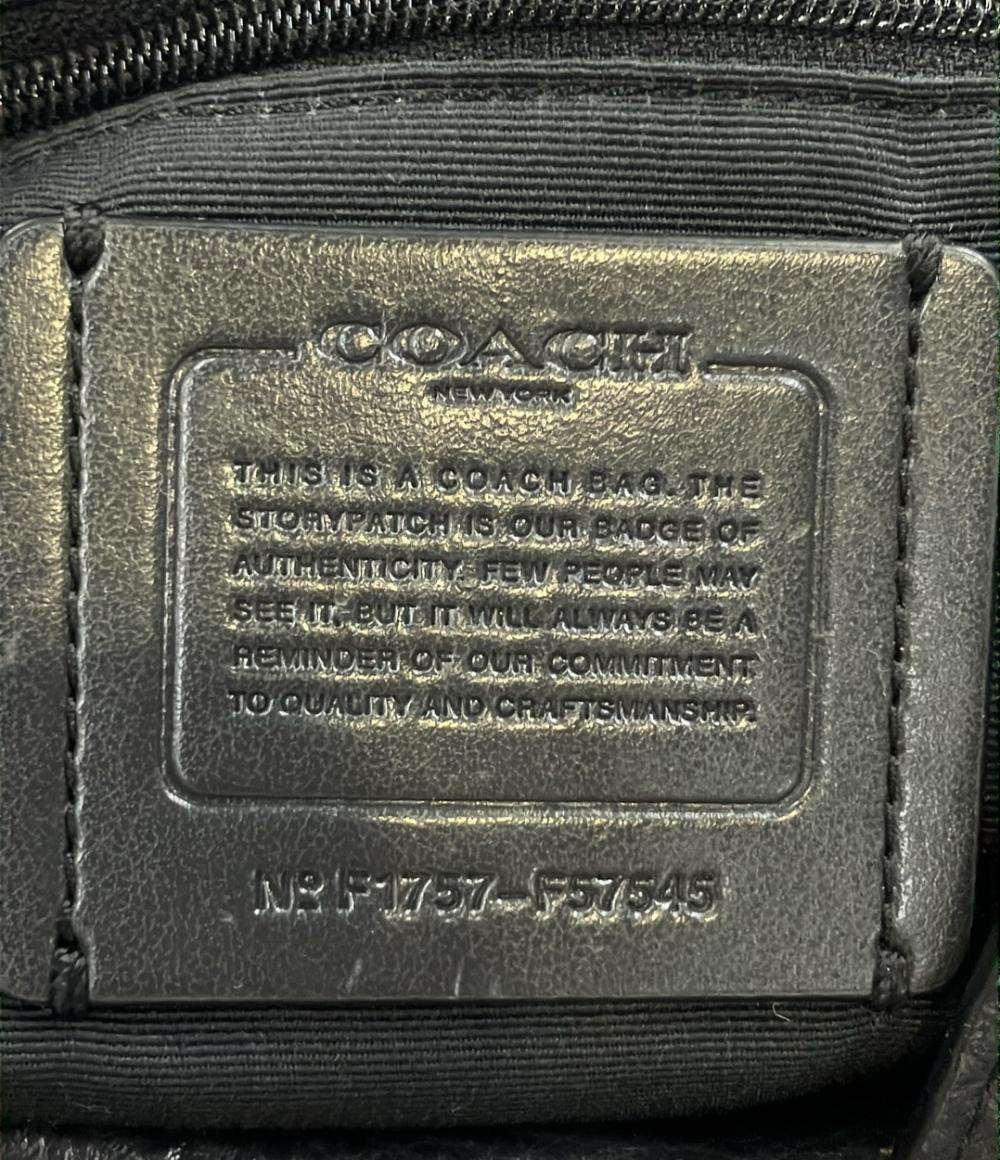 COACH
NEW YORK
THIS IS A COACH BAG. THE
STORYPATCH IS OUR BADGE OF
AUTHENTICITY. FEW PEOPLE MAY
SEE IT, BUT IT WILL ALWAYS BE A
REMINDER OF OUR COMMITMENT
TO QUALITY AND CRAFTSMANSHIP.
Nº F1757-F57545